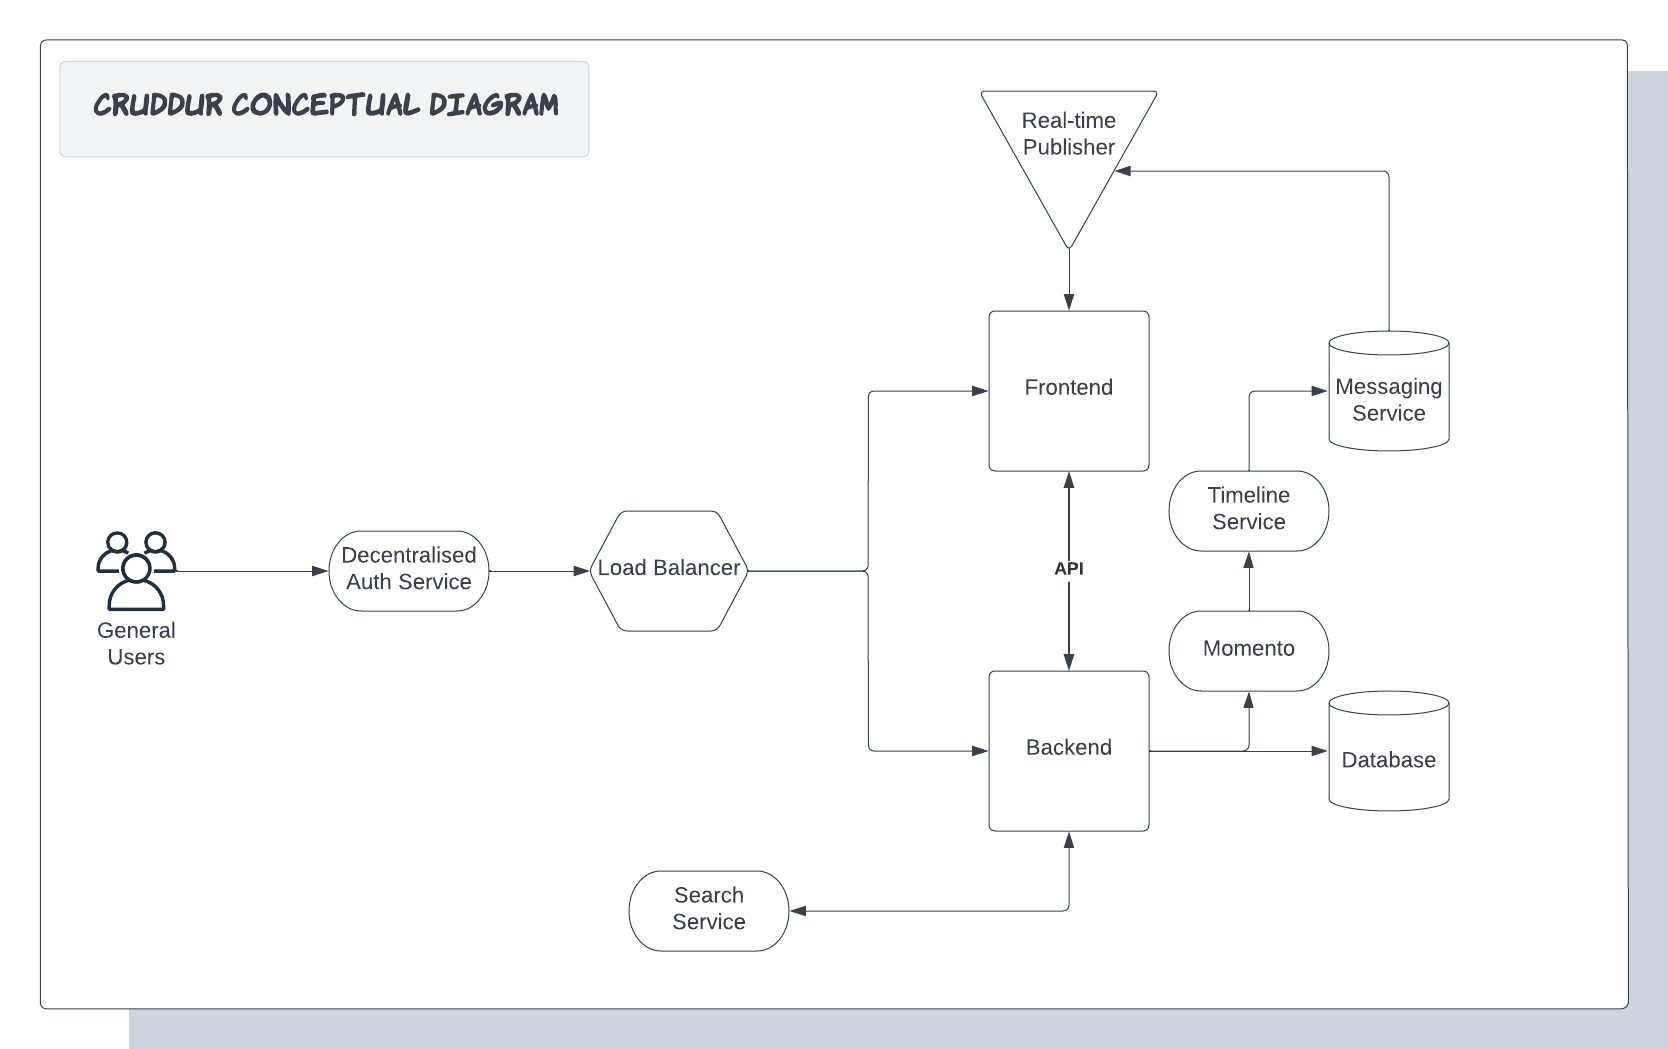 CRUDDUR CONCEPTUAL DIAGRAM
Real-time
Publisher
Frontend
Messaging
Service
Timeline
Service
Decentralised
Auth Service
Load Balancer
API
General
Users
Momento
Backend
Database
Search
Service